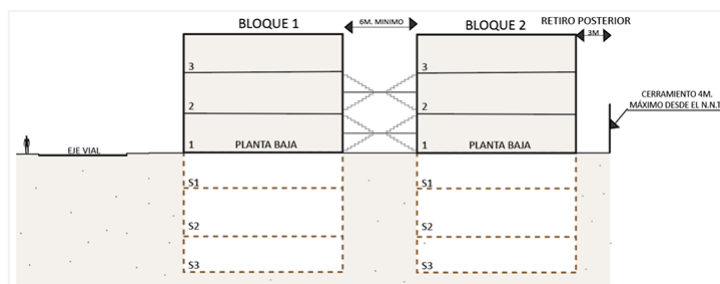 BLOQUE 1
6M. MINIMO
BLOQUE 2
RETIRO POSTERIOR
3M
3
3
CERRAMIENTO 4M.
MÁXIMO DESDE EL N.N.T
2
2
EJE VIAL
1 PLANTA BAJA
1 PLANTA BAJA
S1
S1
S2
S2
S3
S3